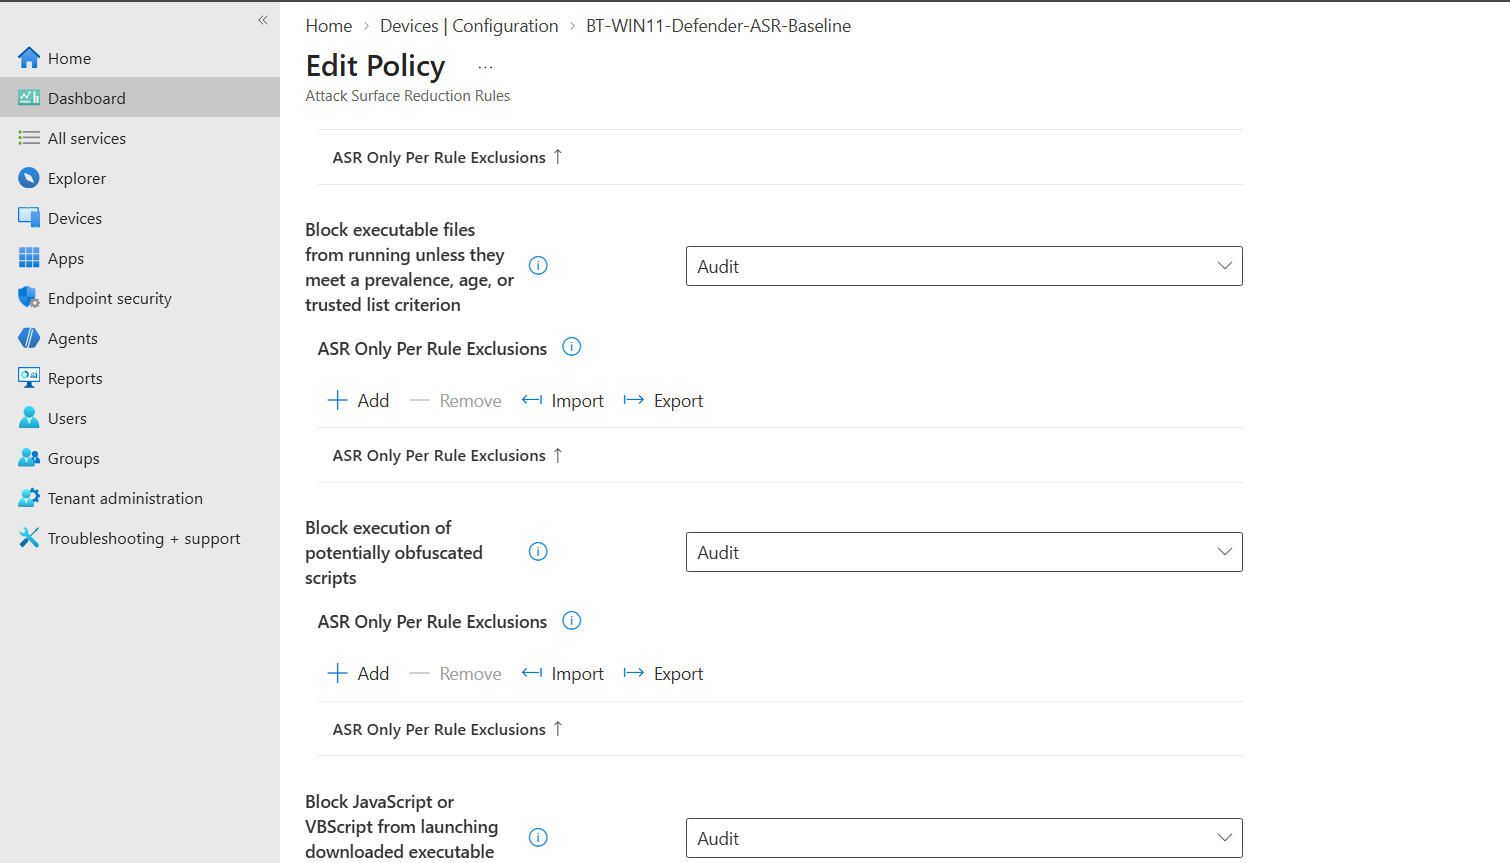 «
Home
Dashboard
All services
Explorer
Devices
Apps
Endpoint security
Agents
Reports
Users
Groups
Tenant administration
Troubleshooting + support
Home > Devices | Configuration > BT-WIN11-Defender-ASR-Baseline
Edit Policy ...
Attack Surface Reduction Rules
ASR Only Per Rule Exclusions ↑
Block executable files
from running unless they
meet a prevalence, age, or
trusted list criterion
Audit
ASR Only Per Rule Exclusions
Add Remove Import Export
ASR Only Per Rule Exclusions ↑
Block execution of
potentially obfuscated
scripts
Audit
ASR Only Per Rule Exclusions
Add Remove Import Export
ASR Only Per Rule Exclusions ↑
Block JavaScript or
VBScript from launching
downloaded executable
Audit